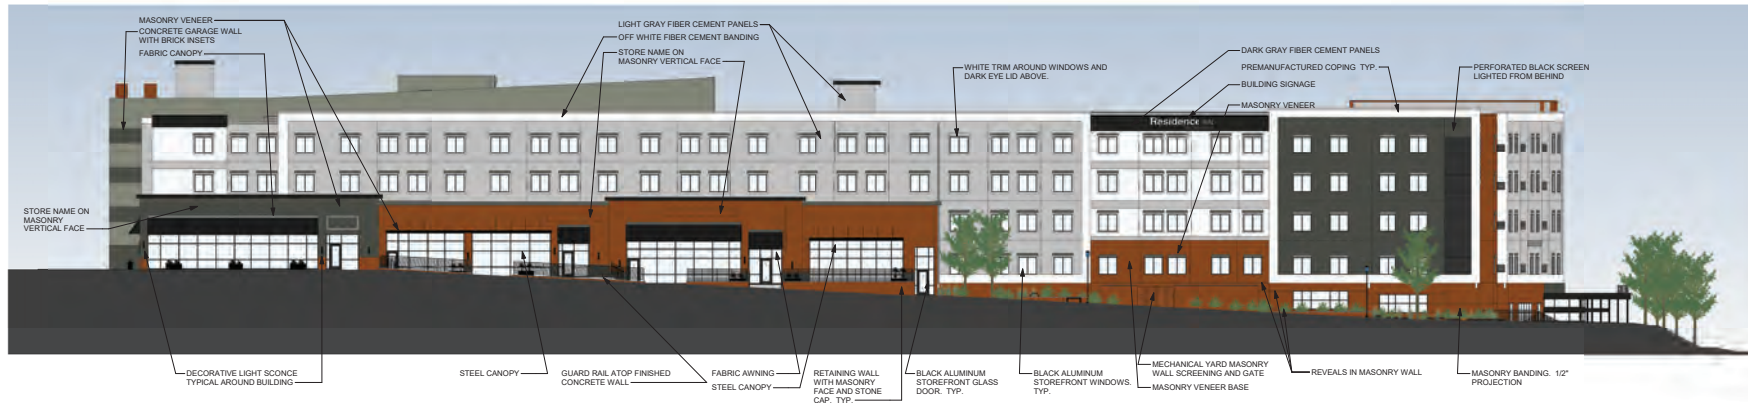 MASONRY VENEER
CONCRETE GARAGE WALL
WITH BRICK INSETS
FABRIC CANOPY
LIGHT GRAY FIBER CEMENT PANELS
OFF WHITE FIBER CEMENT BANDING
STORE NAME ON
MASONRY VERTICAL FACE
WHITE TRIM AROUND WINDOWS AND
DARK EYE LID ABOVE.
DARK GRAY FIBER CEMENT PANELS
PREMANUFACTURED COPING TYP.
BUILDING SIGNAGE
MASONRY VENEER
PERFORATED BLACK SCREEN
LIGHTED FROM BEHIND
Residence
STORE NAME ON
MASONRY
VERTICAL FACE
DECORATIVE LIGHT SCONCE
TYPICAL AROUND BUILDING
STEEL CANOPY
GUARD RAIL ATOP FINISHED
CONCRETE WALL
FABRIC AWNING
STEEL CANOPY
RETAINING WALL
WITH MASONRY
FACE AND STONE
CAP. TYP.
BLACK ALUMINUM
STOREFRONT GLASS
DOOR. TYP.
BLACK ALUMINUM
STOREFRONT WINDOWS.
TYP.
MECHANICAL YARD MASONRY
WALL SCREENING AND GATE
MASONRY VENEER BASE
REVEALS IN MASONRY WALL
MASONRY BANDING. 1/2"
PROJECTION